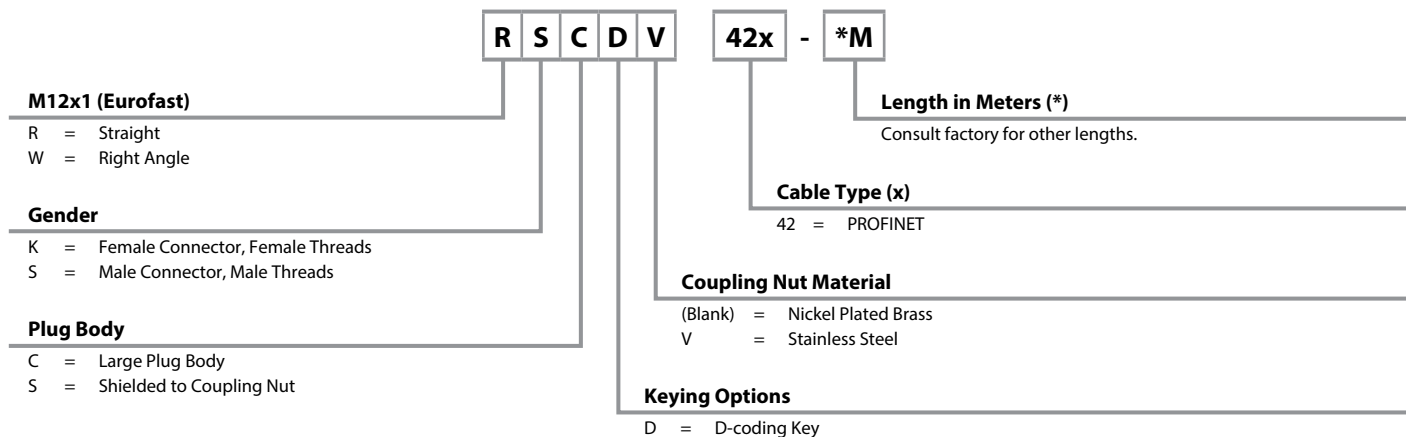 R S C D V 42x - *M
M12x1 (Eurofast)
R = Straight
W = Right Angle
Gender
K = Female Connector, Female Threads
S = Male Connector, Male Threads
Plug Body
C = Large Plug Body
S = Shielded to Coupling Nut
Length in Meters (*)
Consult factory for other lengths.
Cable Type (x)
42 = PROFINET
Coupling Nut Material
(Blank) = Nickel Plated Brass
V = Stainless Steel
Keying Options
D = D-coding Key